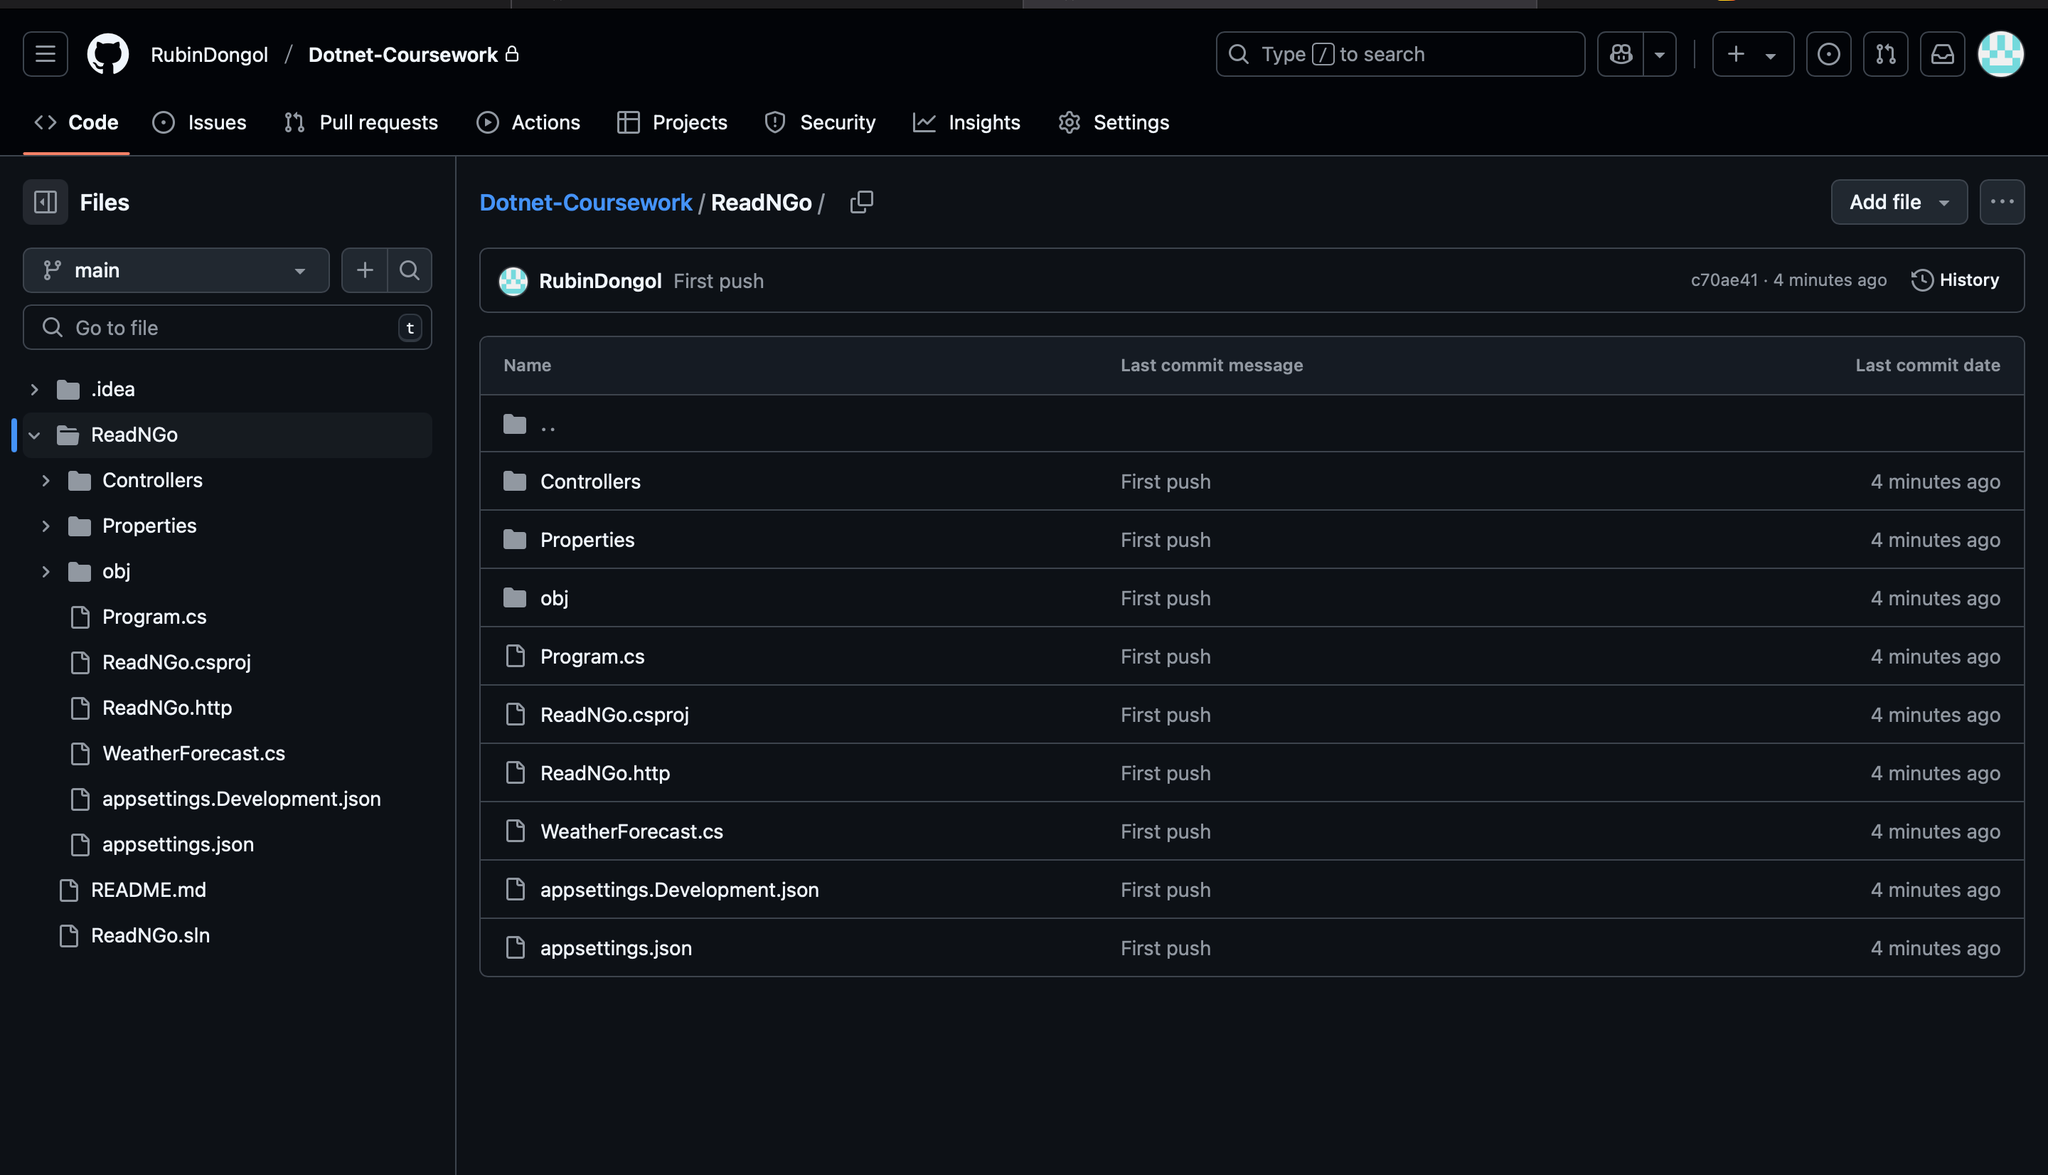 RubinDongol / Dotnet-Coursework
Type / to search
Code Issues Pull requests Actions Projects Security Insights Settings
Files
main
Go to file t
.idea
ReadNGo
Controllers
Properties
obj
Program.cs
ReadNGo.csproj
ReadNGo.http
WeatherForecast.cs
appsettings.Development.json
appsettings.json
README.md
ReadNGo.sln
Dotnet-Coursework / ReadNGo /
Add file
RubinDongol First push c70ae41 · 4 minutes ago History
Name Last commit message Last commit date
..
Controllers First push 4 minutes ago
Properties First push 4 minutes ago
obj First push 4 minutes ago
Program.cs First push 4 minutes ago
ReadNGo.csproj First push 4 minutes ago
ReadNGo.http First push 4 minutes ago
WeatherForecast.cs First push 4 minutes ago
appsettings.Development.json First push 4 minutes ago
appsettings.json First push 4 minutes ago